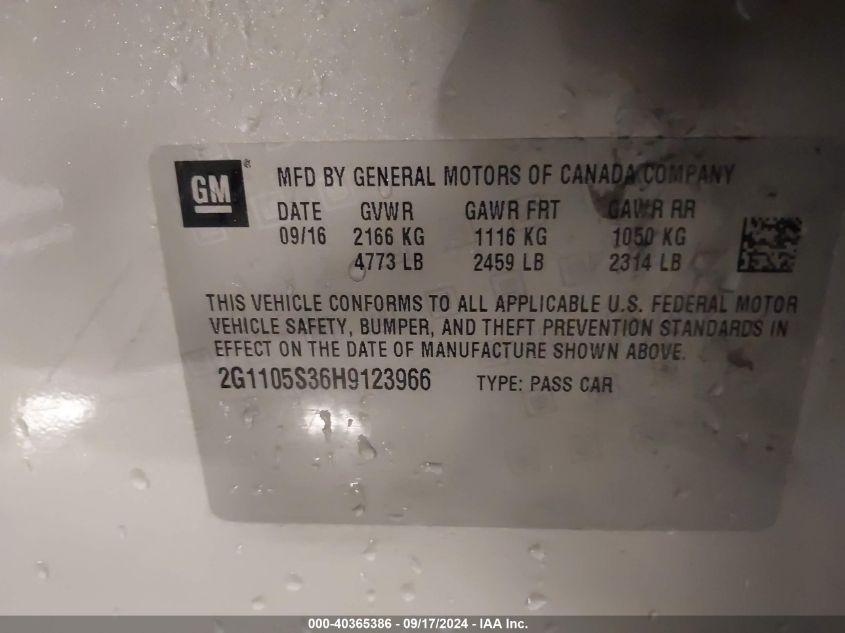 GM ® MFD BY GENERAL MOTORS OF CANADA COMPANY
DATE GVWR GAWR FRT GAWR RR
09/16 2166 KG 1116 KG 1050 KG
4773 LB 2459 LB 2314 LB
THIS VEHICLE CONFORMS TO ALL APPLICABLE U.S. FEDERAL MOTOR
VEHICLE SAFETY, BUMPER, AND THEFT PREVENTION STANDARDS IN
EFFECT ON THE DATE OF MANUFACTURE SHOWN ABOVE.
2G1105S36H9123966 TYPE: PASS CAR
000-40365386 - 09/17/2024 - IAA Inc.